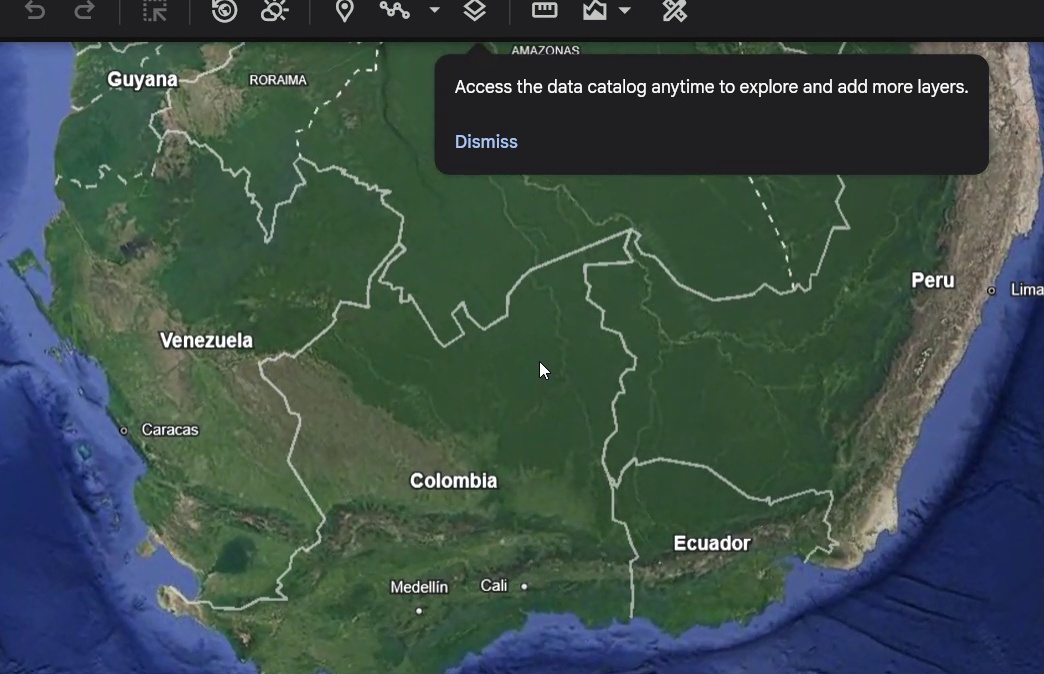 AMAZONAS
Guyana
RORAIMA
Access the data catalog anytime to explore and add more layers.
Dismiss
Peru
Lima
Venezuela
Caracas
Colombia
Ecuador
Medellín
Cali